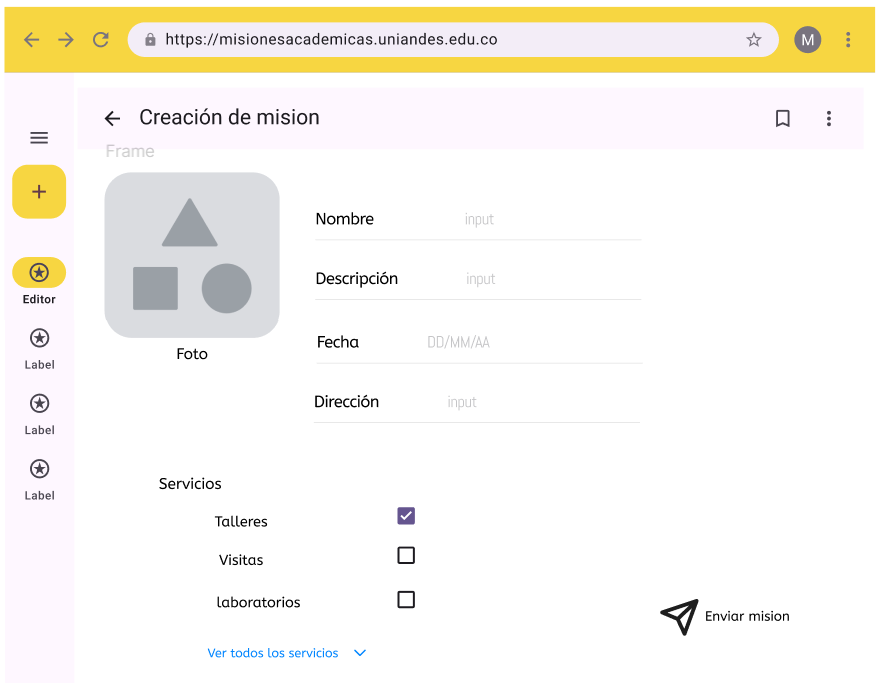 https://misionesacademicas.uniandes.edu.co
M
Creación de mision
Frame
Editor
Label
Label
Label
Foto
Nombre input
Descripción input
Fecha DD/MM/AA
Dirección input
Servicios
Talleres
Visitas
laboratorios
Ver todos los servicios
Enviar mision